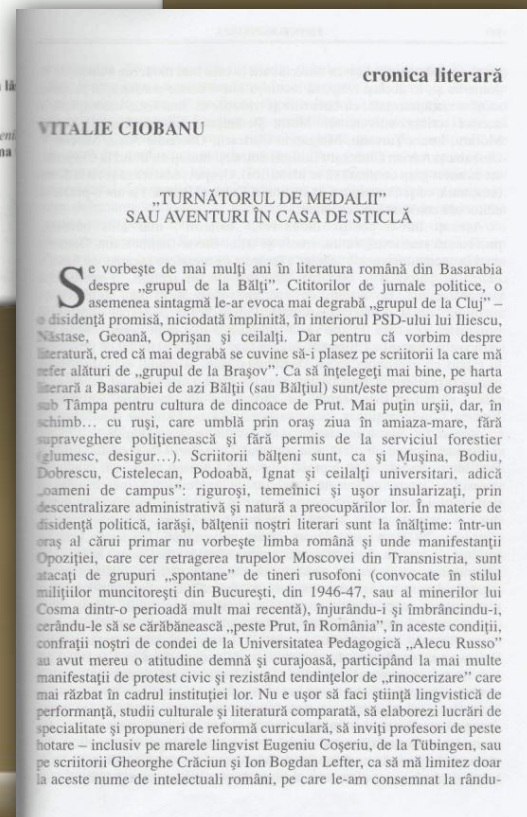 cronica literară
VITALIE CIOBANU
„TURNĂTORUL DE MEDALII”
SAU AVENTURI ÎN CASA DE STICLĂ
Se vorbește de mai mulți ani în literatura română din Basarabia
despre „grupul de la Bălți”. Cititorilor de jurnale politice, o
asemenea sintagmă le-ar evoca mai degrabă „grupul de la Cluj” –
o disidență promisă, niciodată împlinită, în interiorul PSD-ului lui Iliescu,
Năstase, Geoană, Oprișan și ceilalți. Dar pentru că vorbim despre
literatură, cred că mai degrabă se cuvine să-i plasez pe scriitorii la care mă
refer alături de „grupul de la Brașov”. Ca să înțelegeți mai bine, pe harta
literară a Basarabiei de azi Bălții (sau Bălțiul) sunt/este precum orașul de
sub Tâmpa pentru cultura de dincoace de Prut. Mai puțin urșii, dar, în
schimb… cu ruși, care umblă prin oraș ziua în amiaza-mare, fără
supraveghere polițienească și fără permis de la serviciul forestier
(glumesc, desigur…). Scriitorii bălțeni sunt, ca și Mușina, Bodiu,
Dobrescu, Cistelecan, Podoabă, Ignat și ceilalți universitari, adică
„oameni de campus”: riguroși, temeinici și ușor insularizați, prin
descentralizare administrativă și natură a preocupărilor lor. În materie de
disidență politică, iarăși, bălțenii noștri literari sunt la înălțime: într-un
oraș al cărui primar nu vorbește limba română și unde manifestanții
Opoziției, care cer retragerea trupelor Moscovei din Transnistria, sunt
atacați de grupuri „spontane” de tineri rusofoni (convocate în stilul
milițiilor muncitorești din București, din 1946-47, sau al minerilor lui
Cosma dintr-o perioadă mult mai recentă), înjurându-i și îmbrâncindu-i,
cerându-le să se cărăbănească „peste Prut, în România”, în aceste condiții,
confrații noștri de condei de la Universitatea Pedagogică „Alecu Russo”
au avut mereu o atitudine demnă și curajoasă, participând la mai multe
manifestații de protest civic și rezistând tendințelor de „rinocerizare” care
mai răzbat în cadrul instituției lor. Nu e ușor să faci știință lingvistică de
performanță, studii culturale și literatură comparată, să elaborezi lucrări de
specialitate și propuneri de reformă curriculară, să inviți profesori de peste
hotare – inclusiv pe marele lingvist Eugeniu Coșeriu, de la Tübingen, sau
pe scriitorii Gheorghe Crăciun și Ion Bogdan Lefter, ca să mă limitez doar
la aceste nume de intelectuali români, pe care le-am consemnat la rându-